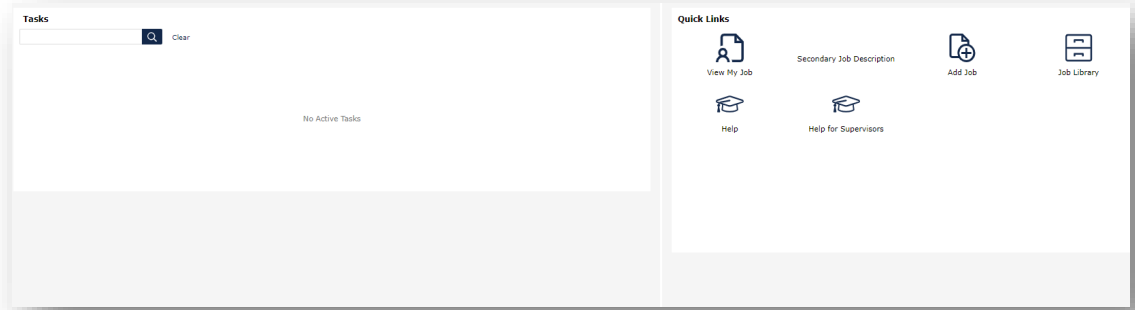 Tasks
Clear
No Active Tasks
Quick Links
View My Job
Secondary Job Description
Add Job
Job Library
Help
Help for Supervisors